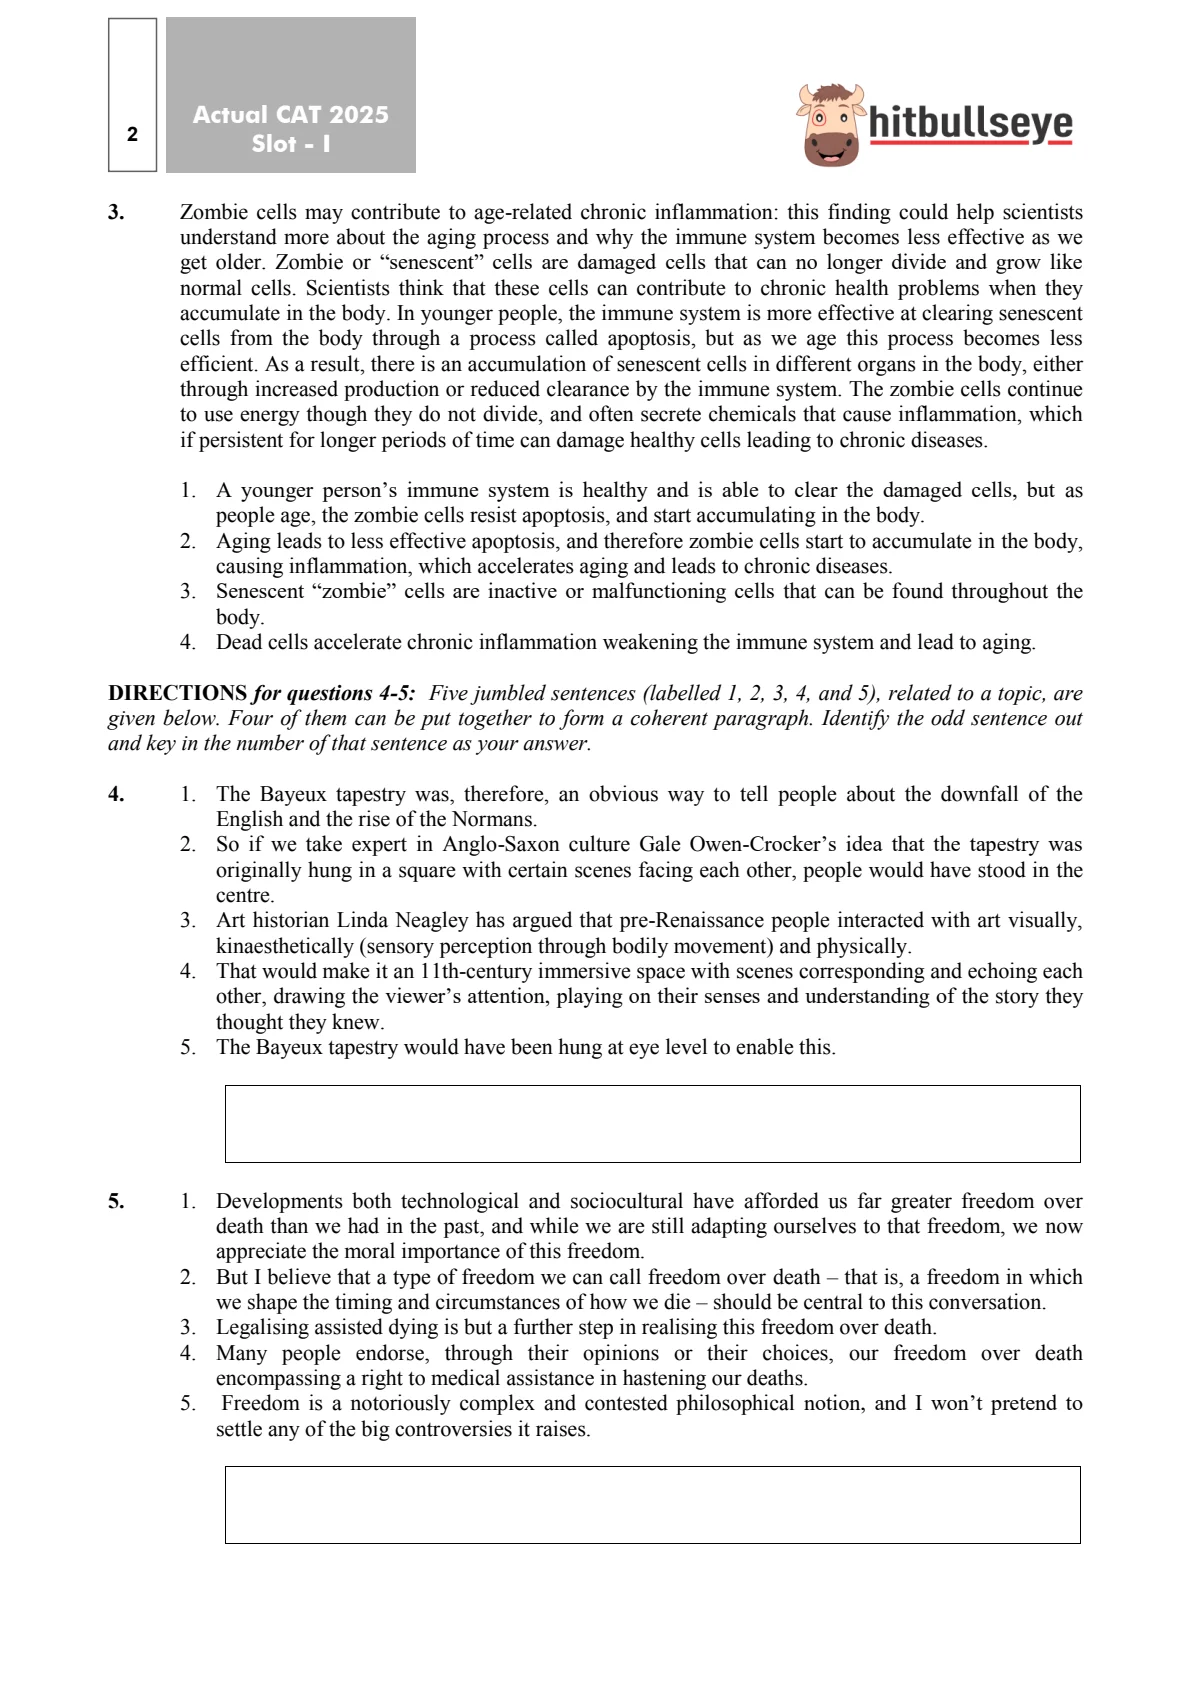 2
Actual CAT 2025
Slot - I
hitbullseye
3. Zombie cells may contribute to age-related chronic inflammation: this finding could help scientists
understand more about the aging process and why the immune system becomes less effective as we
get older. Zombie or “senescent” cells are damaged cells that can no longer divide and grow like
normal cells. Scientists think that these cells can contribute to chronic health problems when they
accumulate in the body. In younger people, the immune system is more effective at clearing senescent
cells from the body through a process called apoptosis, but as we age this process becomes less
efficient. As a result, there is an accumulation of senescent cells in different organs in the body, either
through increased production or reduced clearance by the immune system. The zombie cells continue
to use energy though they do not divide, and often secrete chemicals that cause inflammation, which
if persistent for longer periods of time can damage healthy cells leading to chronic diseases.
1. A younger person’s immune system is healthy and is able to clear the damaged cells, but as
people age, the zombie cells resist apoptosis, and start accumulating in the body.
2. Aging leads to less effective apoptosis, and therefore zombie cells start to accumulate in the body,
causing inflammation, which accelerates aging and leads to chronic diseases.
3. Senescent “zombie” cells are inactive or malfunctioning cells that can be found throughout the
body.
4. Dead cells accelerate chronic inflammation weakening the immune system and lead to aging.
DIRECTIONS for questions 4-5: Five jumbled sentences (labelled 1, 2, 3, 4, and 5), related to a topic, are
given below. Four of them can be put together to form a coherent paragraph. Identify the odd sentence out
and key in the number of that sentence as your answer.
4. 1. The Bayeux tapestry was, therefore, an obvious way to tell people about the downfall of the
English and the rise of the Normans.
2. So if we take expert in Anglo-Saxon culture Gale Owen-Crocker’s idea that the tapestry was
originally hung in a square with certain scenes facing each other, people would have stood in the
centre.
3. Art historian Linda Neagley has argued that pre-Renaissance people interacted with art visually,
kinaesthetically (sensory perception through bodily movement) and physically.
4. That would make it an 11th-century immersive space with scenes corresponding and echoing each
other, drawing the viewer’s attention, playing on their senses and understanding of the story they
thought they knew.
5. The Bayeux tapestry would have been hung at eye level to enable this.
5. 1. Developments both technological and sociocultural have afforded us far greater freedom over
death than we had in the past, and while we are still adapting ourselves to that freedom, we now
appreciate the moral importance of this freedom.
2. But I believe that a type of freedom we can call freedom over death – that is, a freedom in which
we shape the timing and circumstances of how we die – should be central to this conversation.
3. Legalising assisted dying is but a further step in realising this freedom over death.
4. Many people endorse, through their opinions or their choices, our freedom over death
encompassing a right to medical assistance in hastening our deaths.
5. Freedom is a notoriously complex and contested philosophical notion, and I won’t pretend to
settle any of the big controversies it raises.